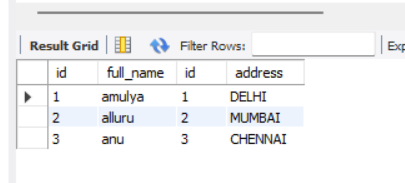 Result Grid Filter Rows: Exp
id full_name id address
1 amulya 1 DELHI
2 alluru 2 MUMBAI
3 anu 3 CHENNAI